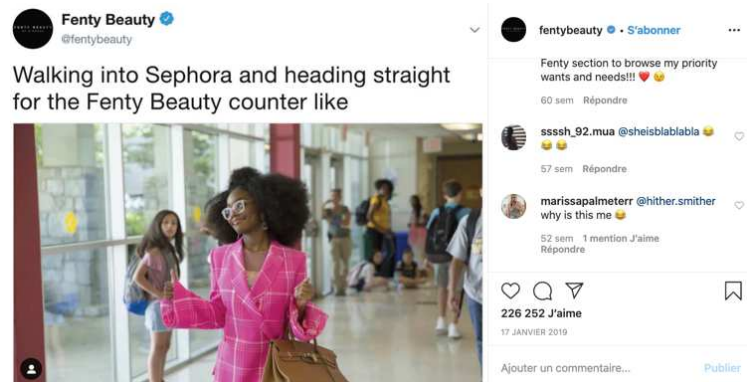 Fenty Beauty
@fentybeauty
Walking into Sephora and heading straight
for the Fenty Beauty counter like
fentybeauty • S'abonner
Fenty section to browse my priority
wants and needs!!! ❤️ 😉
60 sem Répondre
ssssh_92.mua @sheisblablabla 😂
😂 😂
57 sem Répondre
marissapalmeterr @hither.smither
why is this me 😂
52 sem 1 mention J'aime
Répondre
226 252 J'aime
17 JANVIER 2019
Ajouter un commentaire... Publier